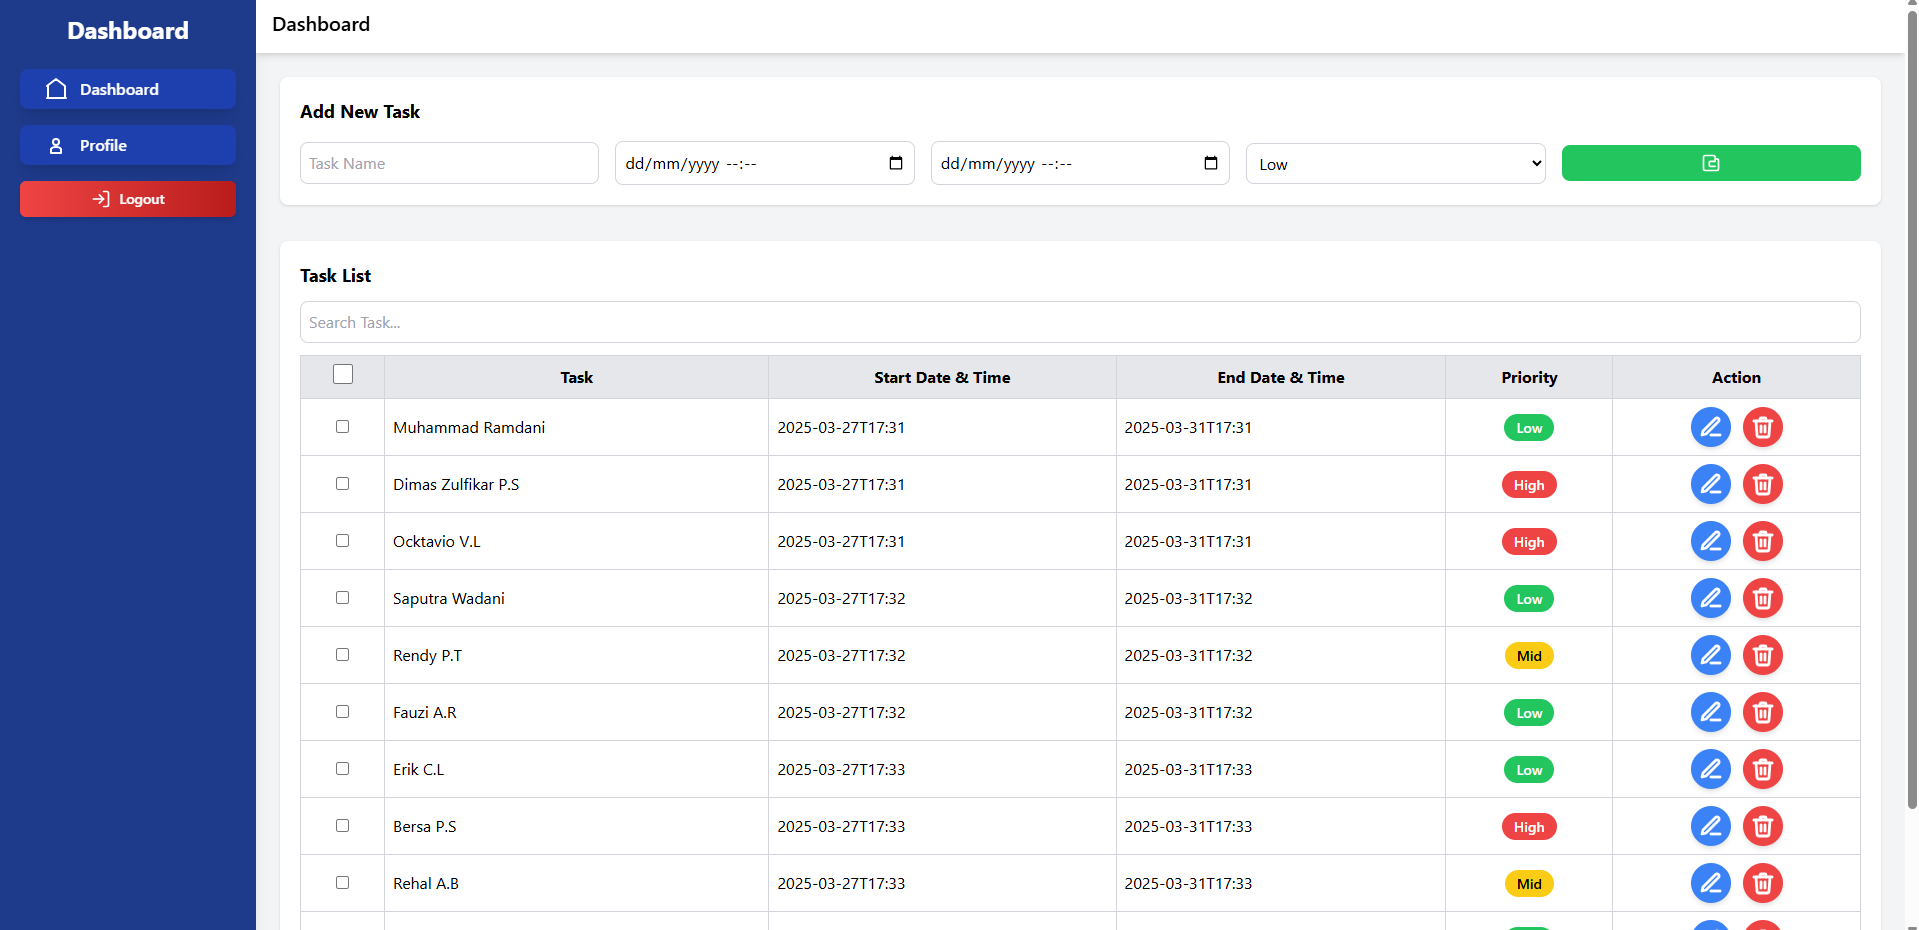 Dashboard
Dashboard
Profile
Logout
Dashboard
Add New Task
Task Name
dd/mm/yyyy --:--
dd/mm/yyyy --:--
Low
Task List
Search Task...
Task Start Date & Time End Date & Time Priority Action
Muhammad Ramdani 2025-03-27T17:31 2025-03-31T17:31 Low
Dimas Zulfikar P.S 2025-03-27T17:31 2025-03-31T17:31 High
Ocktavio V.L 2025-03-27T17:31 2025-03-31T17:31 High
Saputra Wadani 2025-03-27T17:32 2025-03-31T17:32 Low
Rendy P.T 2025-03-27T17:32 2025-03-31T17:32 Mid
Fauzi A.R 2025-03-27T17:32 2025-03-31T17:32 Low
Erik C.L 2025-03-27T17:33 2025-03-31T17:33 Low
Bersa P.S 2025-03-27T17:33 2025-03-31T17:33 High
Rehal A.B 2025-03-27T17:33 2025-03-31T17:33 Mid